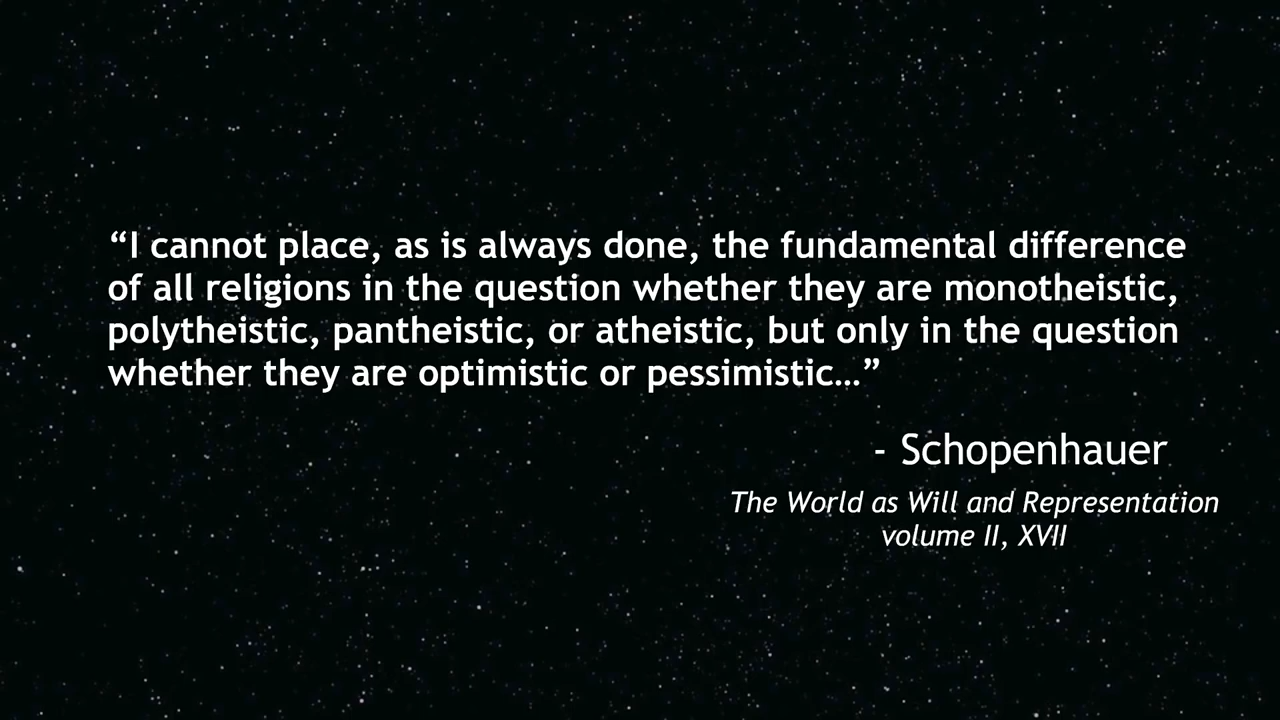 “I cannot place, as is always done, the fundamental difference
of all religions in the question whether they are monotheistic,
polytheistic, pantheistic, or atheistic, but only in the question
whether they are optimistic or pessimistic…”
- Schopenhauer
The World as Will and Representation
volume II, XVII